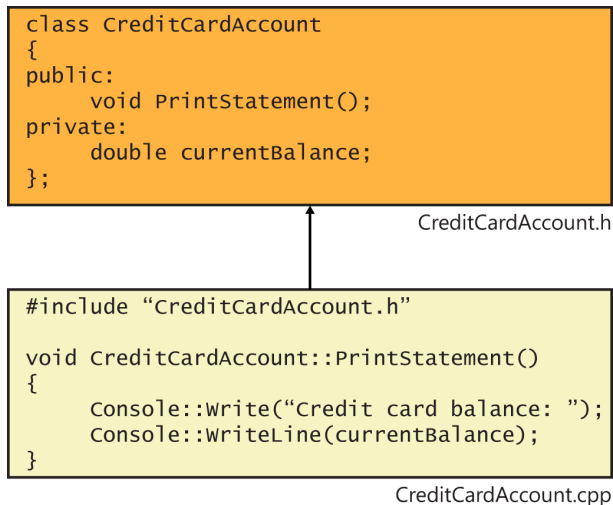 class CreditCardAccount
{
public:
     void PrintStatement();
private:
     double currentBalance;
};
CreditCardAccount.h
#include “CreditCardAccount.h”
void CreditCardAccount::PrintStatement()
{
     Console::Write(“Credit card balance: ”);
     Console::WriteLine(currentBalance);
}
CreditCardAccount.cpp